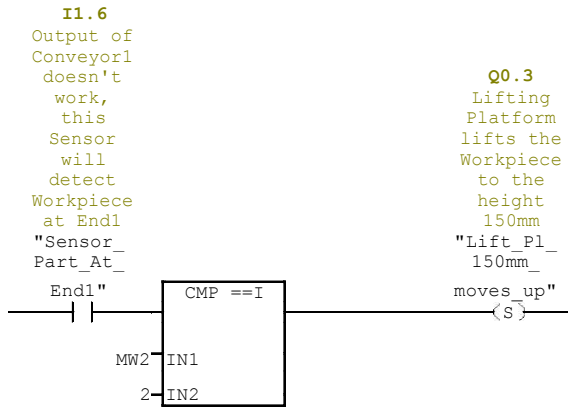 I1.6
Output of
Conveyor1
doesn't
work,
this
Sensor
will
detect
Workpiece
at End1
"Sensor_
Part_At_
End1"
Q0.3
Lifting
Platform
lifts the
Workpiece
to the
height
150mm
"Lift_Pl_
150mm_
moves_up"
CMP ==I
S
MW2 IN1
2 IN2